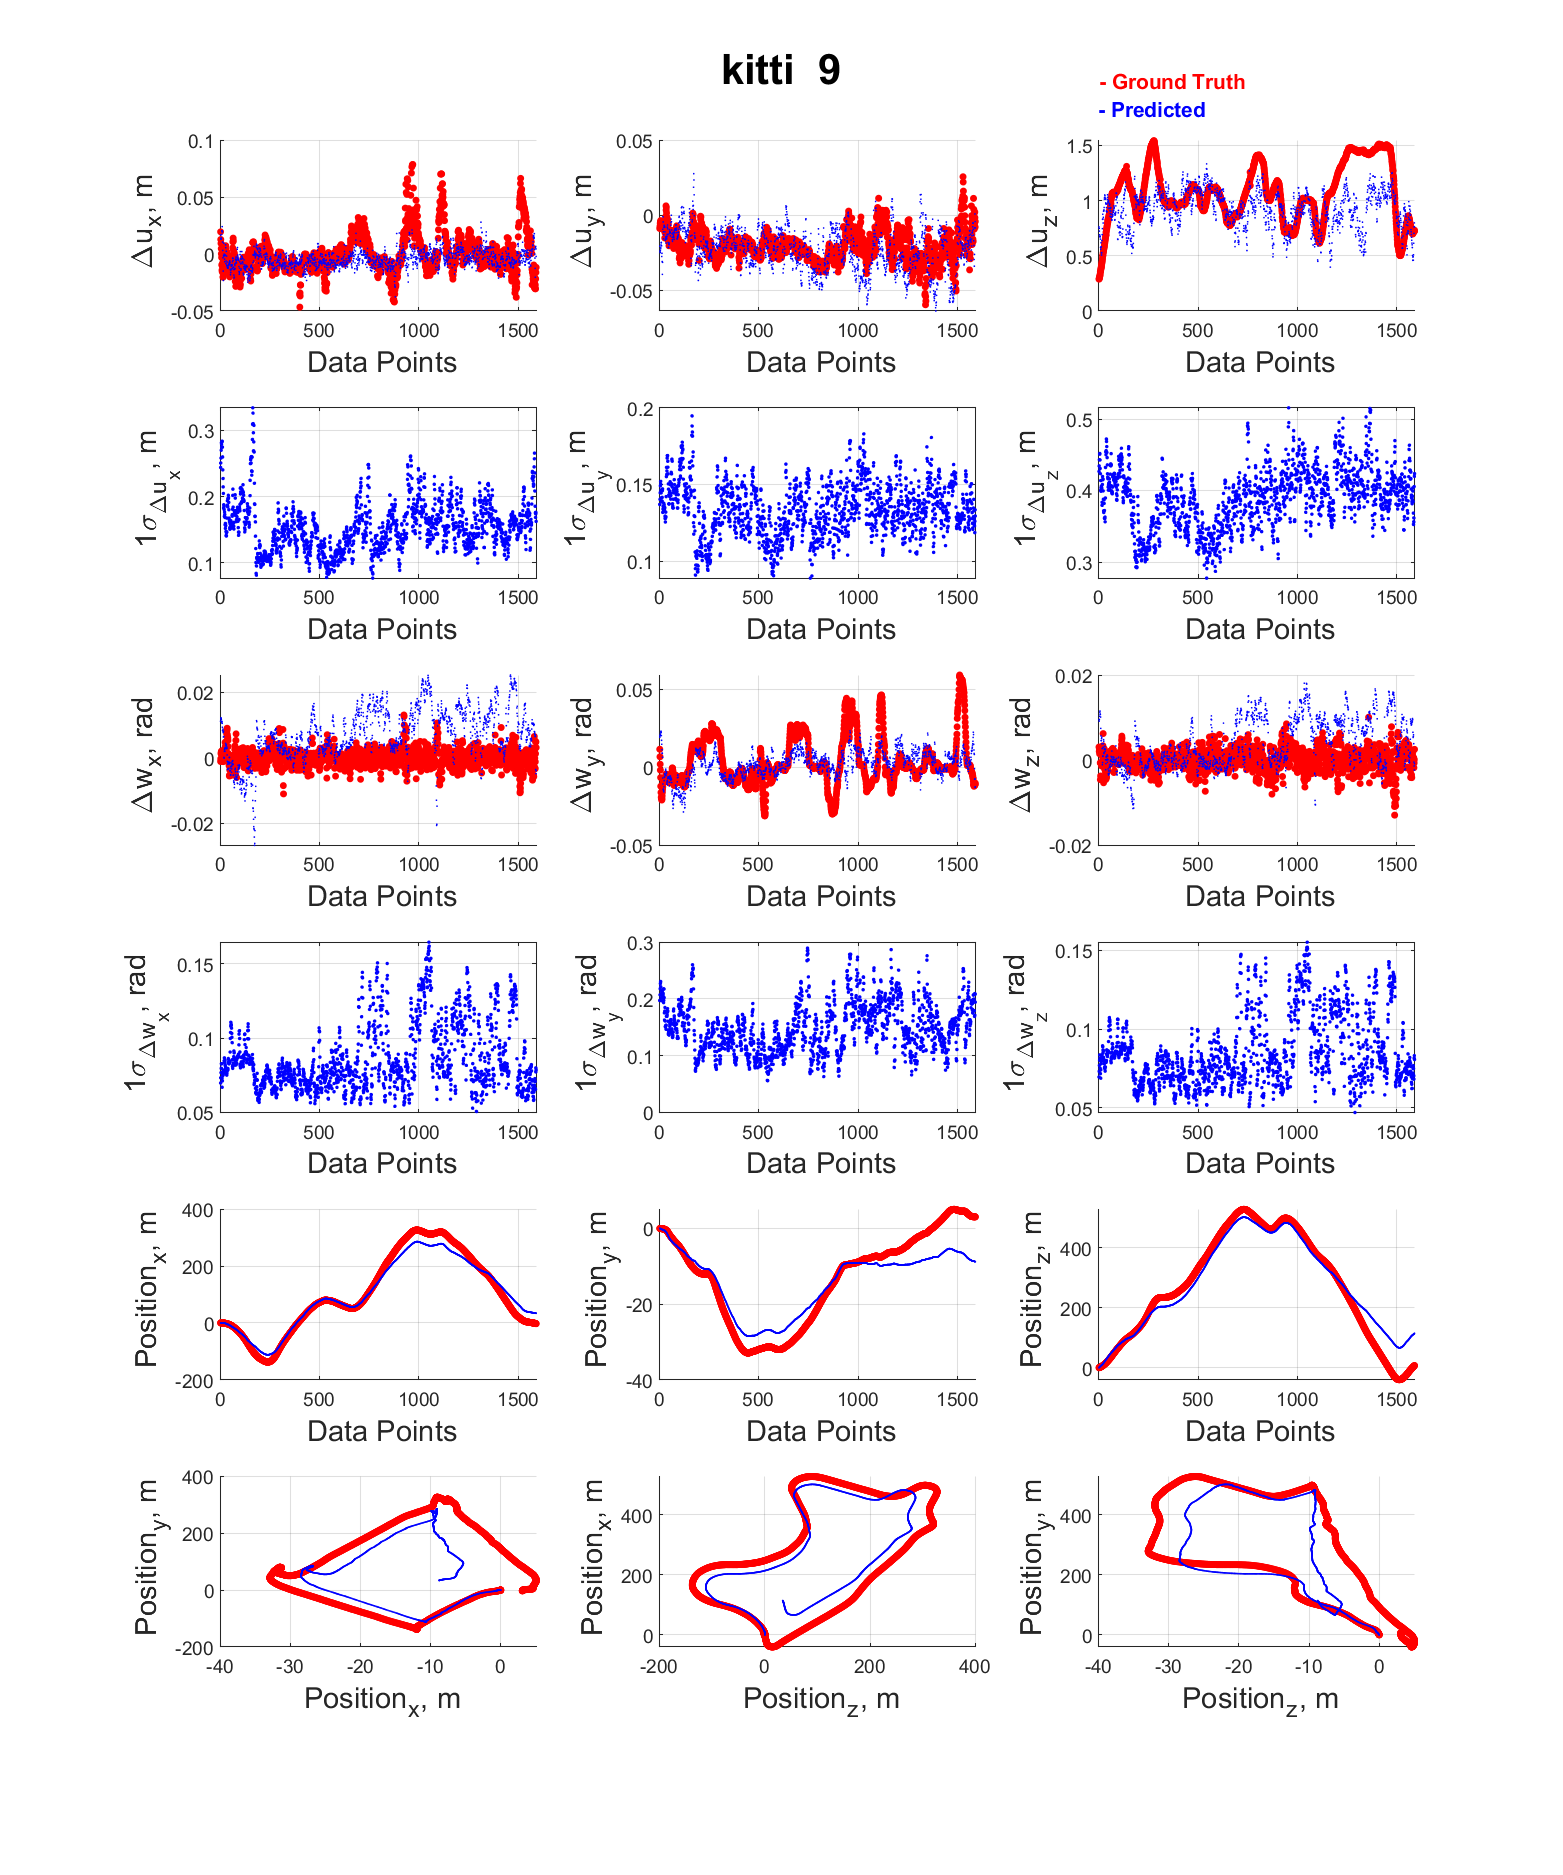 kitti 9
- Ground Truth
- Predicted
0.1
0.05
0
-0.05
Δu_x, m
0 500 1000 1500
Data Points
0.05
0
-0.05
Δu_y, m
0 500 1000 1500
Data Points
1.5
1
0.5
0
Δu_z, m
0 500 1000 1500
Data Points
0.3
0.2
0.1
1σ_Δu_x, m
0 500 1000 1500
Data Points
0.2
0.15
0.1
1σ_Δu_y, m
0 500 1000 1500
Data Points
0.5
0.4
0.3
1σ_Δu_z, m
0 500 1000 1500
Data Points
0.02
0
-0.02
Δw_x, rad
0 500 1000 1500
Data Points
0.05
0
-0.05
Δw_y, rad
0 500 1000 1500
Data Points
0.02
0
-0.02
Δw_z, rad
0 500 1000 1500
Data Points
0.15
0.1
0.05
1σ_Δw_x, rad
0 500 1000 1500
Data Points
0.3
0.2
0.1
0
1σ_Δw_y, rad
0 500 1000 1500
Data Points
0.15
0.1
0.05
1σ_Δw_z, rad
0 500 1000 1500
Data Points
400
200
0
-200
Position_x, m
0 500 1000 1500
Data Points
0
-20
-40
Position_y, m
0 500 1000 1500
Data Points
400
200
0
Position_z, m
0 500 1000 1500
Data Points
400
200
0
-200
Position_y, m
-40 -30 -20 -10 0
Position_x, m
400
200
0
Position_x, m
-200 0 200 400
Position_z, m
400
200
0
Position_y, m
-40 -30 -20 -10 0
Position_z, m